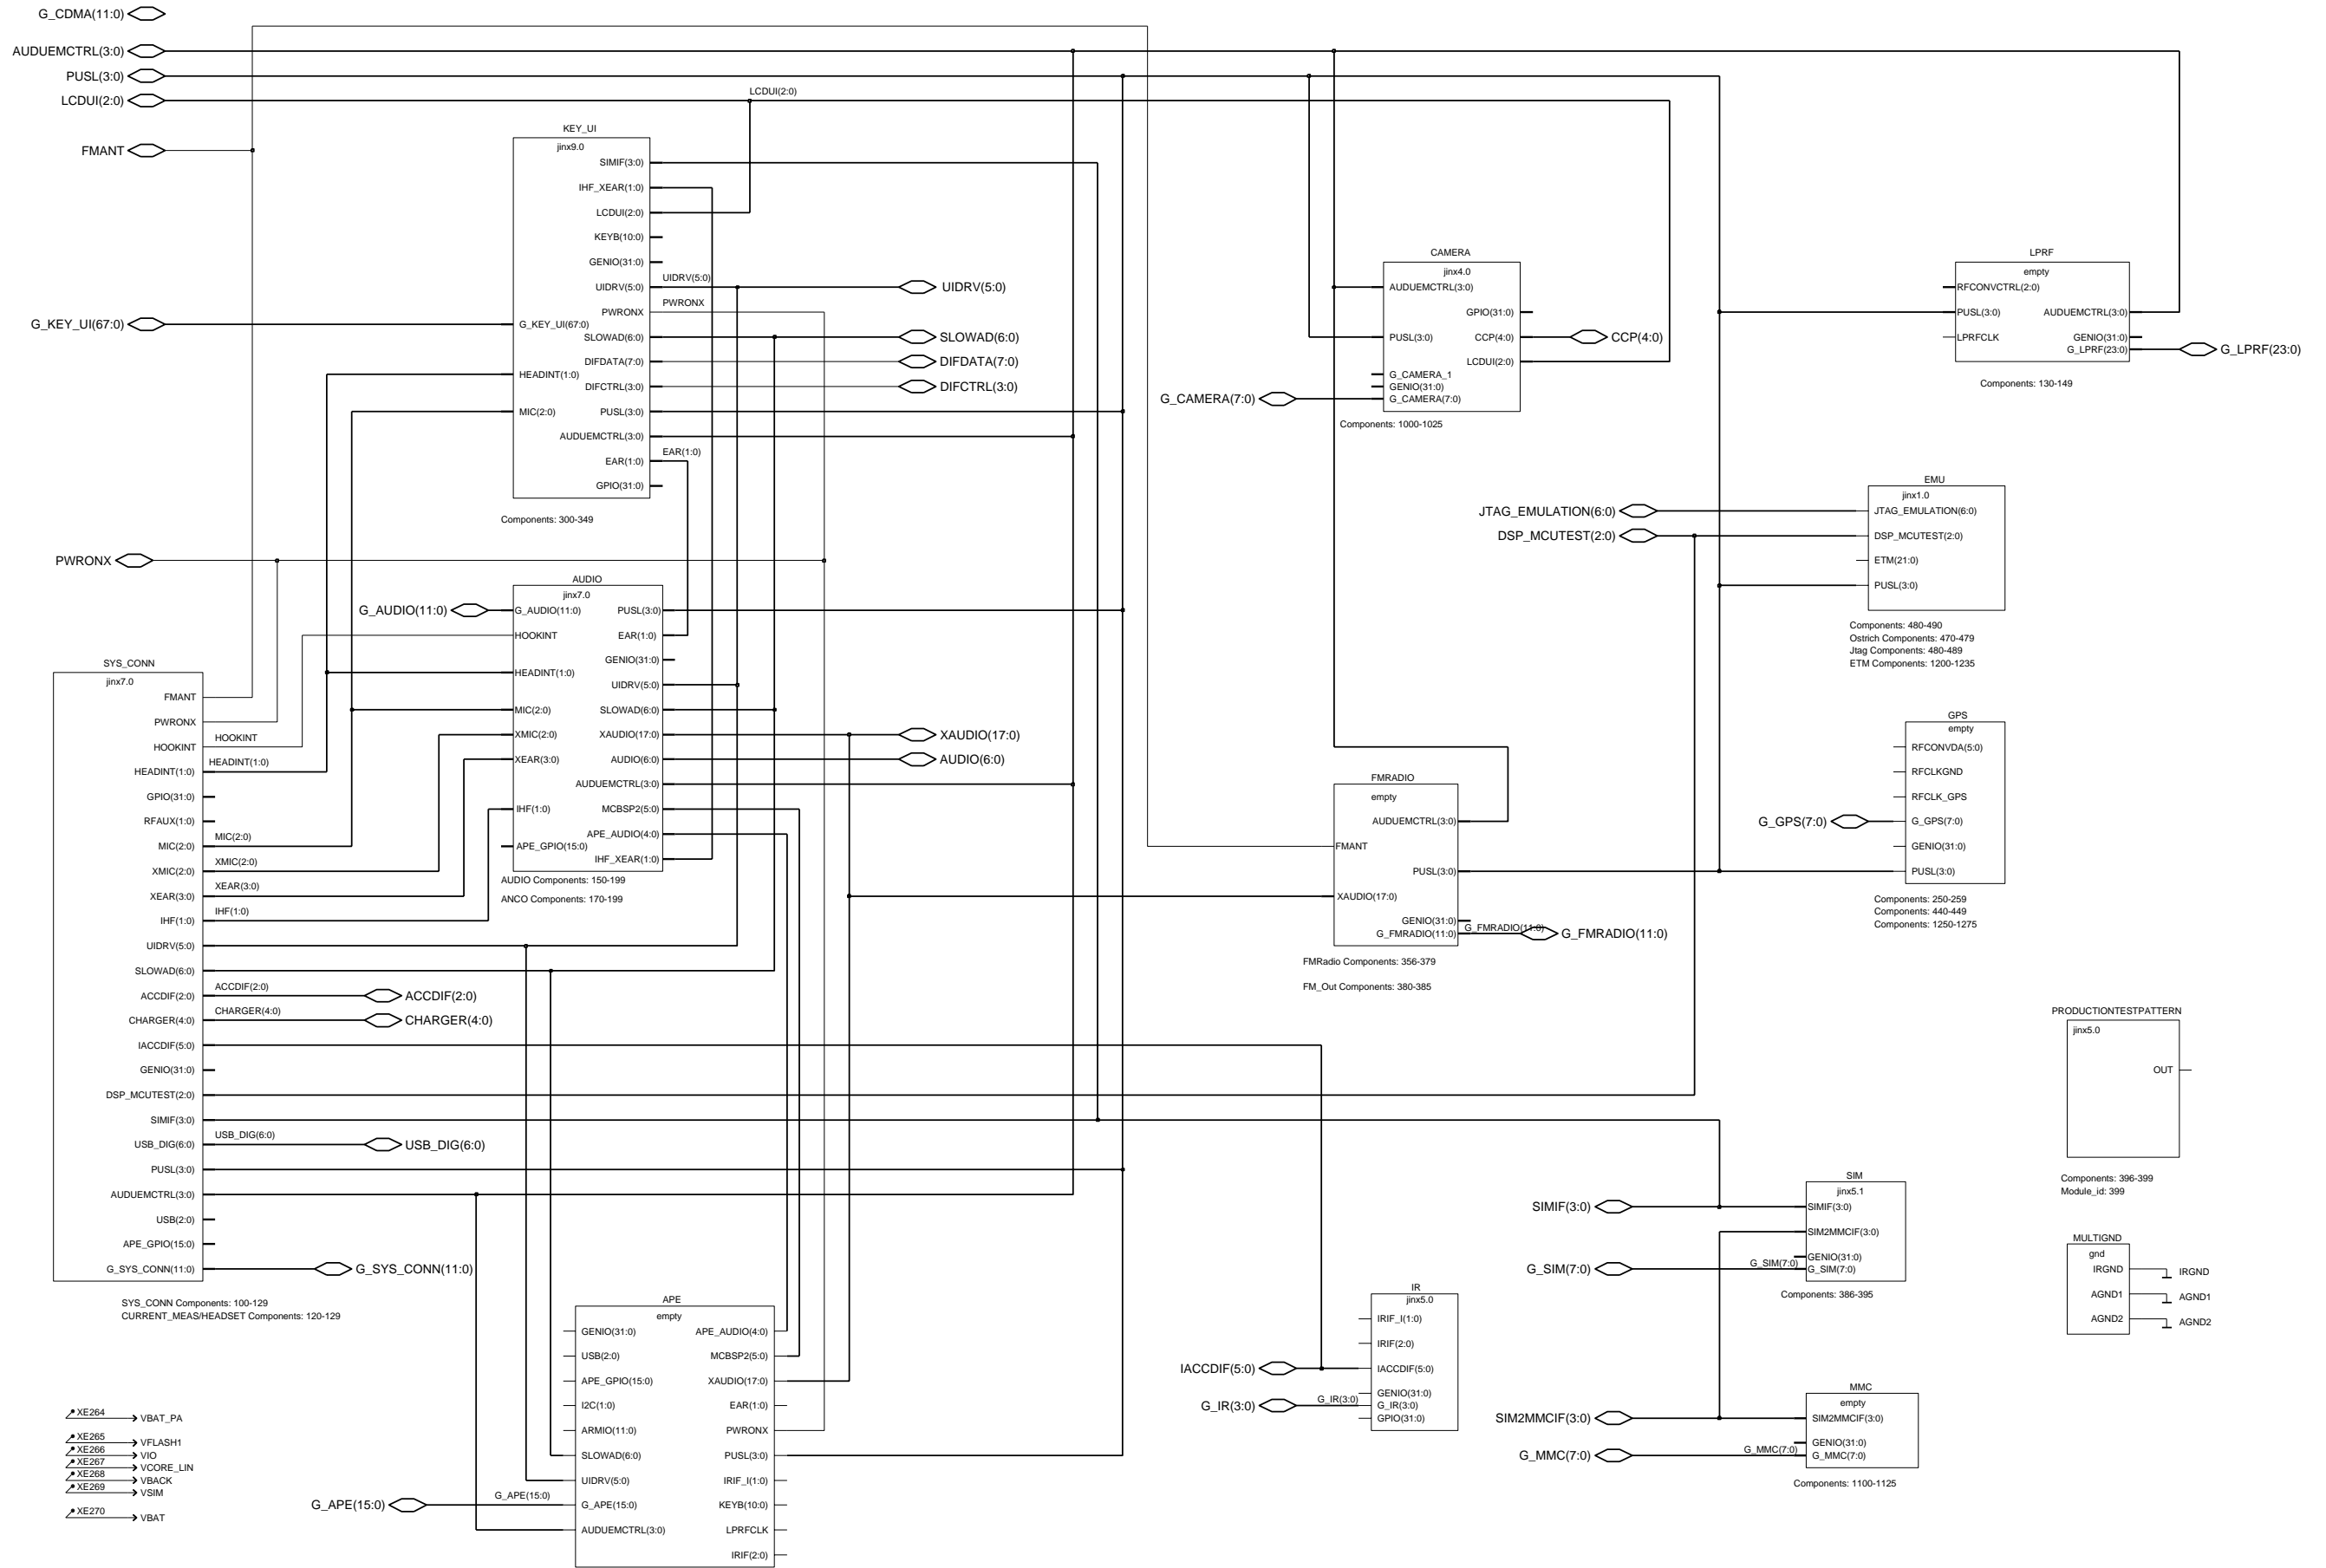 G_CDMA(11:0)
AUDUEMCTRL(3:0)
PUSL(3:0)
LCDUI(2:0)
LCDUI(2:0)
FMANT
KEY_UI
jinx9.0
SIMIF(3:0)
IHF_XEAR(1:0)
LCDUI(2:0)
KEYB(10:0)
GENIO(31:0)
UIDRV(5:0)
UIDRV(5:0)
UIDRV(5:0)
PWRONX
PWRONX
G_KEY_UI(67:0)
G_KEY_UI(67:0)
SLOWAD(6:0)
SLOWAD(6:0)
DIFDATA(7:0)
DIFDATA(7:0)
HEADINT(1:0)
DIFCTRL(3:0)
DIFCTRL(3:0)
MIC(2:0)
PUSL(3:0)
AUDUEMCTRL(3:0)
EAR(1:0)
EAR(1:0)
GPIO(31:0)
Components: 300-349
CAMERA
jinx4.0
AUDUEMCTRL(3:0)
GPIO(31:0)
PUSL(3:0)
CCP(4:0)
CCP(4:0)
LCDUI(2:0)
G_CAMERA_1
GENIO(31:0)
G_CAMERA(7:0)
G_CAMERA(7:0)
Components: 1000-1025
LPRF
empty
RFCONVCTRL(2:0)
PUSL(3:0)
AUDUEMCTRL(3:0)
LPRFCLK
GENIO(31:0)
G_LPRF(23:0)
G_LPRF(23:0)
Components: 130-149
EMU
jinx1.0
JTAG_EMULATION(6:0)
JTAG_EMULATION(6:0)
DSP_MCUTEST(2:0)
DSP_MCUTEST(2:0)
ETM(21:0)
PUSL(3:0)
Components: 480-490
Ostrich Components: 470-479
Jtag Components: 480-489
ETM Components: 1200-1235
PWRONX
AUDIO
jinx7.0
G_AUDIO(11:0)
G_AUDIO(11:0)
PUSL(3:0)
HOOKINT
EAR(1:0)
GENIO(31:0)
HEADINT(1:0)
UIDRV(5:0)
MIC(2:0)
SLOWAD(6:0)
XMIC(2:0)
XAUDIO(17:0)
XAUDIO(17:0)
XEAR(3:0)
AUDIO(6:0)
AUDIO(6:0)
AUDUEMCTRL(3:0)
IHF(1:0)
MCBSP2(5:0)
APE_AUDIO(4:0)
APE_GPIO(15:0)
IHF_XEAR(1:0)
AUDIO Components: 150-199
ANCO Components: 170-199
SYS_CONN
jinx7.0
FMANT
PWRONX
HOOKINT
HOOKINT
HEADINT(1:0)
HEADINT(1:0)
GPIO(31:0)
RFAUX(1:0)
MIC(2:0)
MIC(2:0)
XMIC(2:0)
XMIC(2:0)
XEAR(3:0)
XEAR(3:0)
IHF(1:0)
IHF(1:0)
UIDRV(5:0)
SLOWAD(6:0)
ACCDIF(2:0)
ACCDIF(2:0)
ACCDIF(2:0)
CHARGER(4:0)
CHARGER(4:0)
CHARGER(4:0)
IACCDIF(5:0)
GENIO(31:0)
DSP_MCUTEST(2:0)
SIMIF(3:0)
USB_DIG(6:0)
USB_DIG(6:0)
USB_DIG(6:0)
PUSL(3:0)
AUDUEMCTRL(3:0)
USB(2:0)
APE_GPIO(15:0)
G_SYS_CONN(11:0)
G_SYS_CONN(11:0)
SYS_CONN Components: 100-129
CURRENT_MEAS/HEADSET Components: 120-129
FMRADIO
empty
AUDUEMCTRL(3:0)
FMANT
PUSL(3:0)
XAUDIO(17:0)
GENIO(31:0)
G_FMRADIO(11:0)
G_FMRADIO(11:0)
G_FMRADIO(11:0)
FMRadio Components: 356-379
FM_Out Components: 380-385
GPS
empty
RFCONVDA(5:0)
RFCLKGND
RFCLK_GPS
G_GPS(7:0)
G_GPS(7:0)
GENIO(31:0)
PUSL(3:0)
Components: 250-259
Components: 440-449
Components: 1250-1275
PRODUCTIONTESTPATTERN
jinx5.0
OUT
Components: 396-399
Module_id: 399
SIM
jinx5.1
SIMIF(3:0)
SIMIF(3:0)
SIM2MMCIF(3:0)
GENIO(31:0)
G_SIM(7:0)
G_SIM(7:0)
G_SIM(7:0)
Components: 386-395
MULTIGND
gnd
IRGND
IRGND
AGND1
AGND1
AGND2
AGND2
APE
empty
GENIO(31:0)
APE_AUDIO(4:0)
USB(2:0)
MCBSP2(5:0)
APE_GPIO(15:0)
XAUDIO(17:0)
I2C(1:0)
EAR(1:0)
ARMIO(11:0)
PWRONX
SLOWAD(6:0)
PUSL(3:0)
UIDRV(5:0)
IRIF_I(1:0)
G_APE(15:0)
G_APE(15:0)
G_APE(15:0)
KEYB(10:0)
AUDUEMCTRL(3:0)
LPRFCLK
IRIF(2:0)
IR
jinx5.0
IRIF_I(1:0)
IRIF(2:0)
IACCDIF(5:0)
IACCDIF(5:0)
GENIO(31:0)
G_IR(3:0)
G_IR(3:0)
G_IR(3:0)
GPIO(31:0)
MMC
empty
SIM2MMCIF(3:0)
SIM2MMCIF(3:0)
GENIO(31:0)
G_MMC(7:0)
G_MMC(7:0)
G_MMC(7:0)
Components: 1100-1125
XE264
VBAT_PA
XE265
VFLASH1
XE266
VIO
XE267
VCORE_LIN
XE268
VBACK
XE269
VSIM
XE270
VBAT